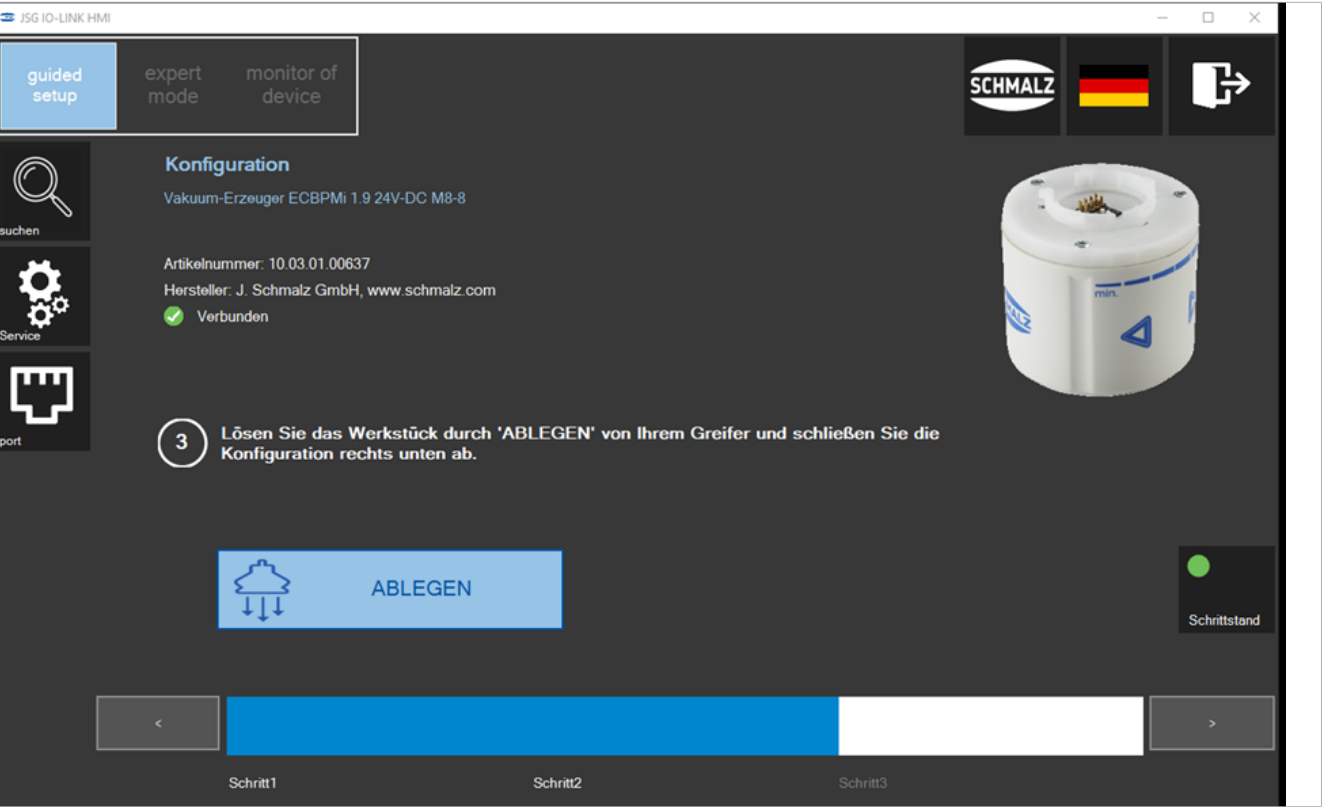 JSG IO-LINK HMI
guided
setup
expert
mode
monitor of
device
SCHMALZ
suchen
Service
port
Konfiguration
Vakuum-Erzeuger ECBPMi 1.9 24V-DC M8-8
Artikelnummer: 10.03.01.00637
Hersteller: J. Schmalz GmbH, www.schmalz.com
Verbunden
min.
3
Lösen Sie das Werkstück durch 'ABLEGEN' von Ihrem Greifer und schließen Sie die
Konfiguration rechts unten ab.
ABLEGEN
Schrittstand
<
>
Schritt1
Schritt2
Schritt3